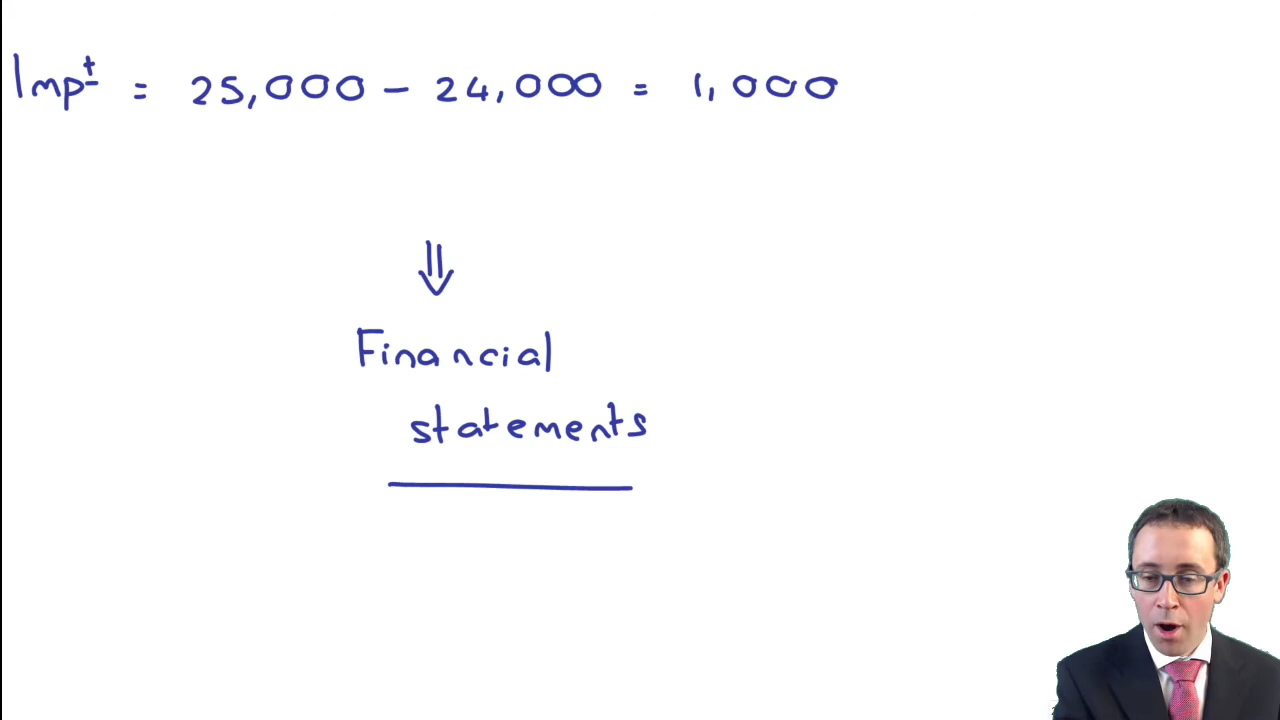 Impt = 25,000 - 24,000 = 1,000
Financial
statements